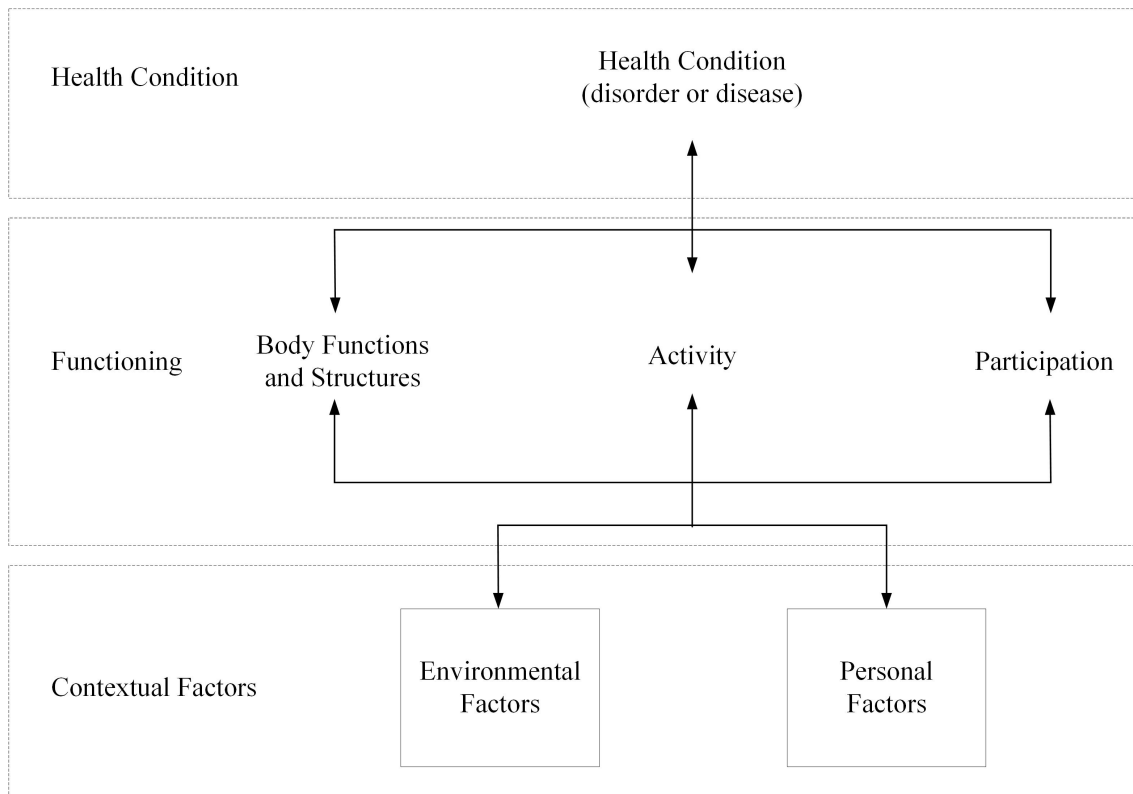 Health Condition
Health Condition
(disorder or disease)
Functioning
Body Functions
and Structures
Activity
Participation
Contextual Factors
Environmental
Factors
Personal
Factors